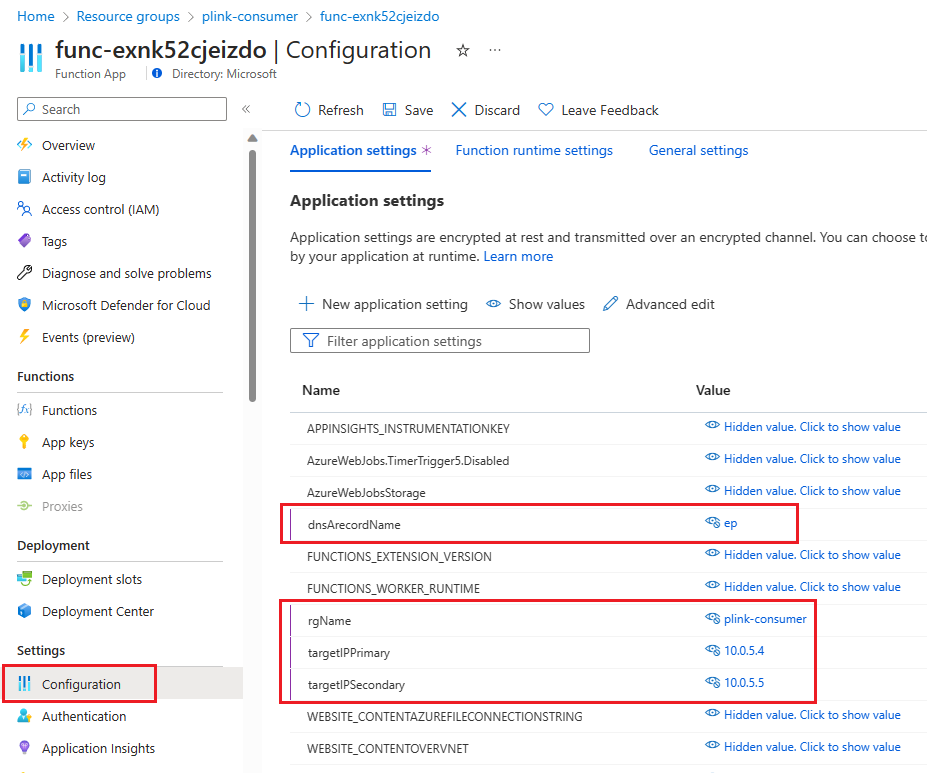 Home > Resource groups > plink-consumer > func-exnk52cjeizdo
func-exnk52cjeizdo | Configuration
Function App
Directory: Microsoft
Search
«
Overview
Activity log
Access control (IAM)
Tags
Diagnose and solve problems
Microsoft Defender for Cloud
Events (preview)
Functions
Functions
App keys
App files
Proxies
Deployment
Deployment slots
Deployment Center
Settings
Configuration
Authentication
Application Insights
Refresh Save Discard Leave Feedback
Application settings * Function runtime settings General settings
Application settings
Application settings are encrypted at rest and transmitted over an encrypted channel. You can choose
by your application at runtime. Learn more
New application setting Show values Advanced edit
Filter application settings
Name Value
APPINSIGHTS_INSTRUMENTATIONKEY Hidden value. Click to show value
AzureWebJobs.TimerTrigger5.Disabled Hidden value. Click to show value
AzureWebJobsStorage Hidden value. Click to show value
dnsArecordName ep
FUNCTIONS_EXTENSION_VERSION Hidden value. Click to show value
FUNCTIONS_WORKER_RUNTIME Hidden value. Click to show value
rgName plink-consumer
targetIPPrimary 10.0.5.4
targetIPSecondary 10.0.5.5
WEBSITE_CONTENTAZUREFILECONNECTIONSTRING Hidden value. Click to show value
WEBSITE_CONTENTOVERVNET Hidden value. Click to show value